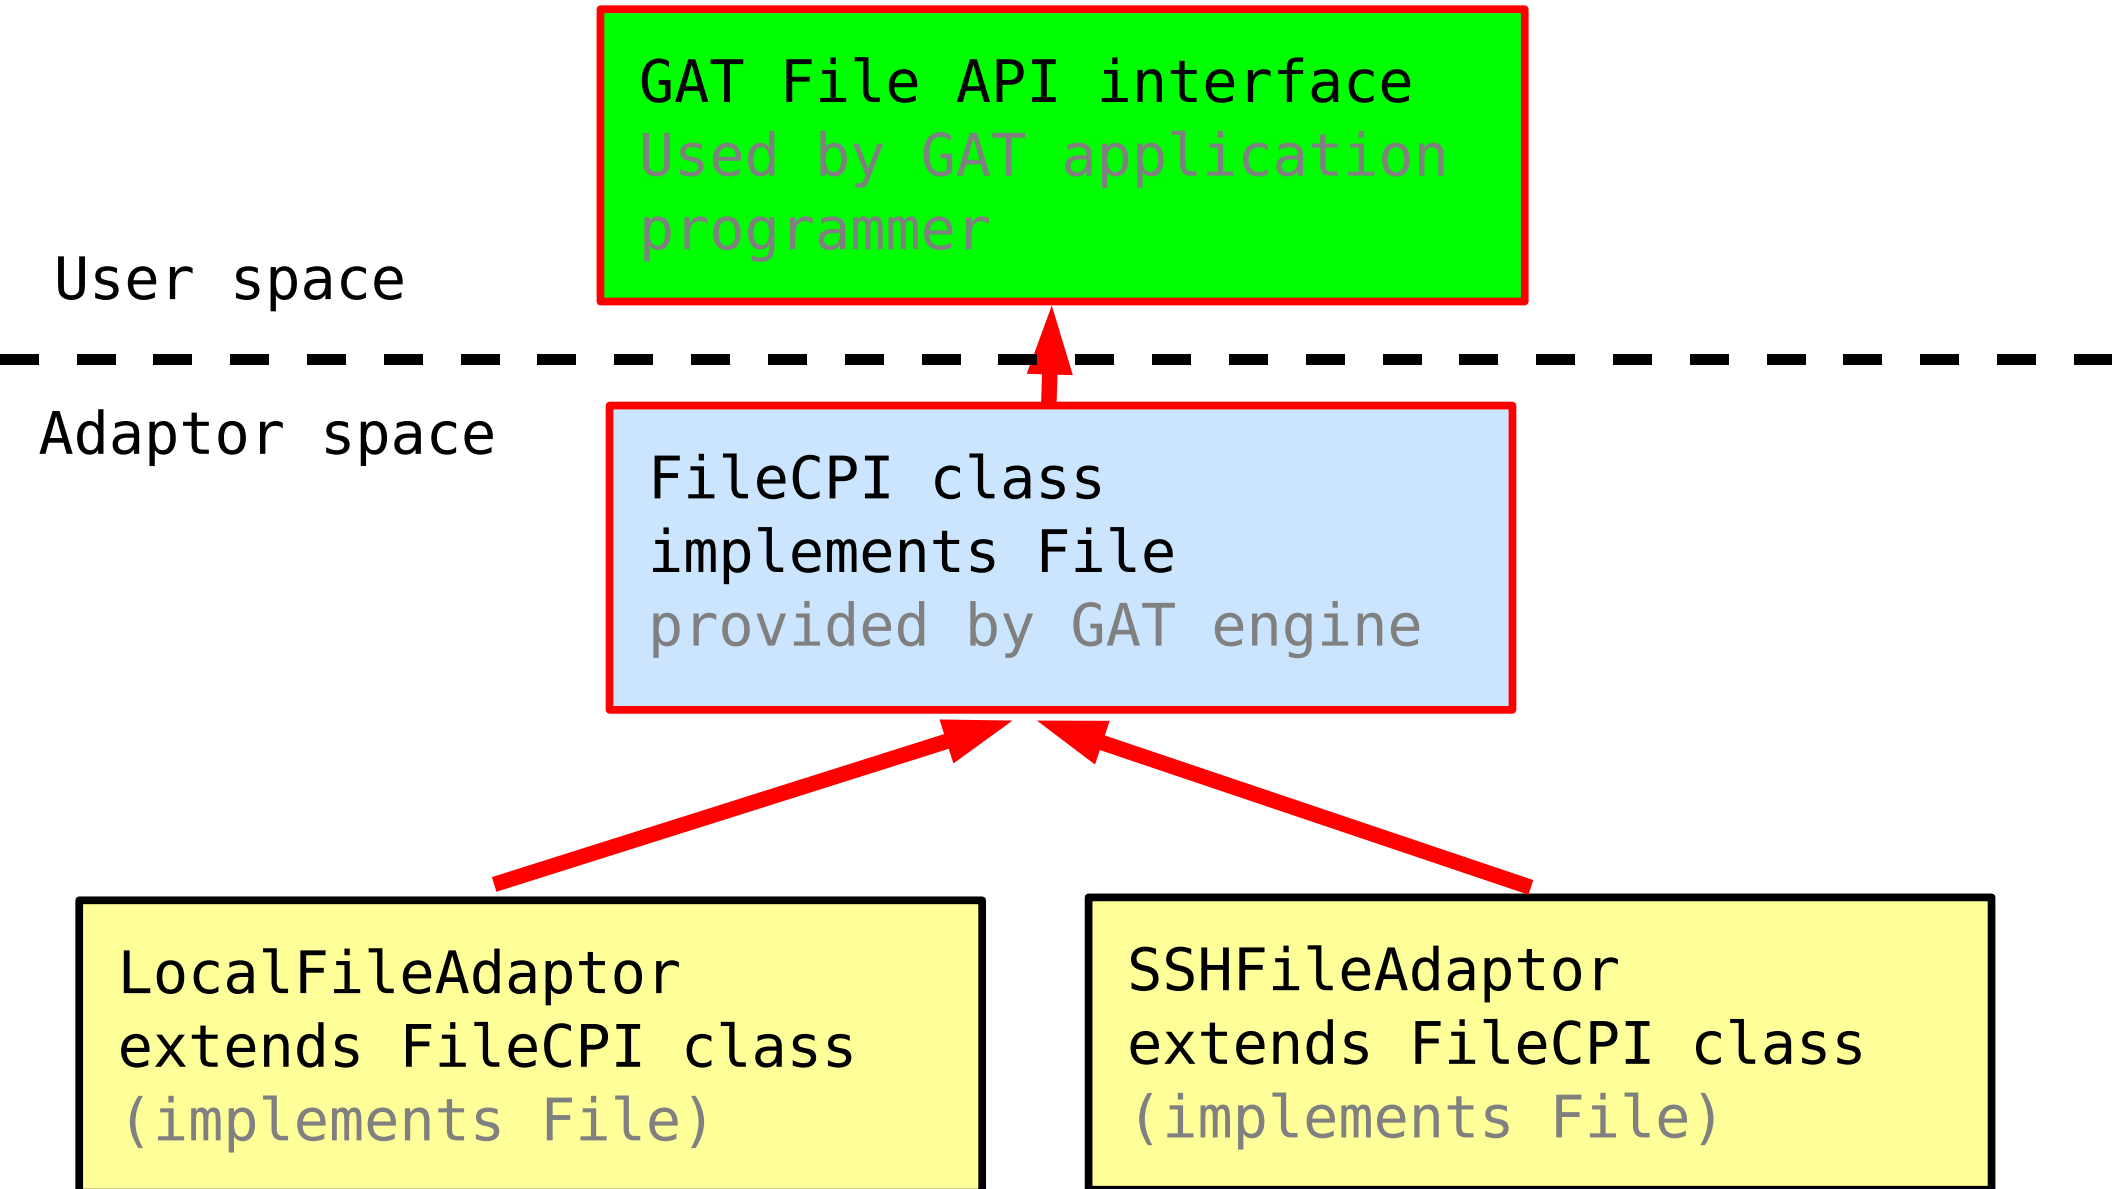 GAT File API interface
Used by GAT application
programmer
User space
Adaptor space
FileCPI class
implements File
provided by GAT engine
LocalFileAdaptor
extends FileCPI class
(implements File)
SSHFileAdaptor
extends FileCPI class
(implements File)